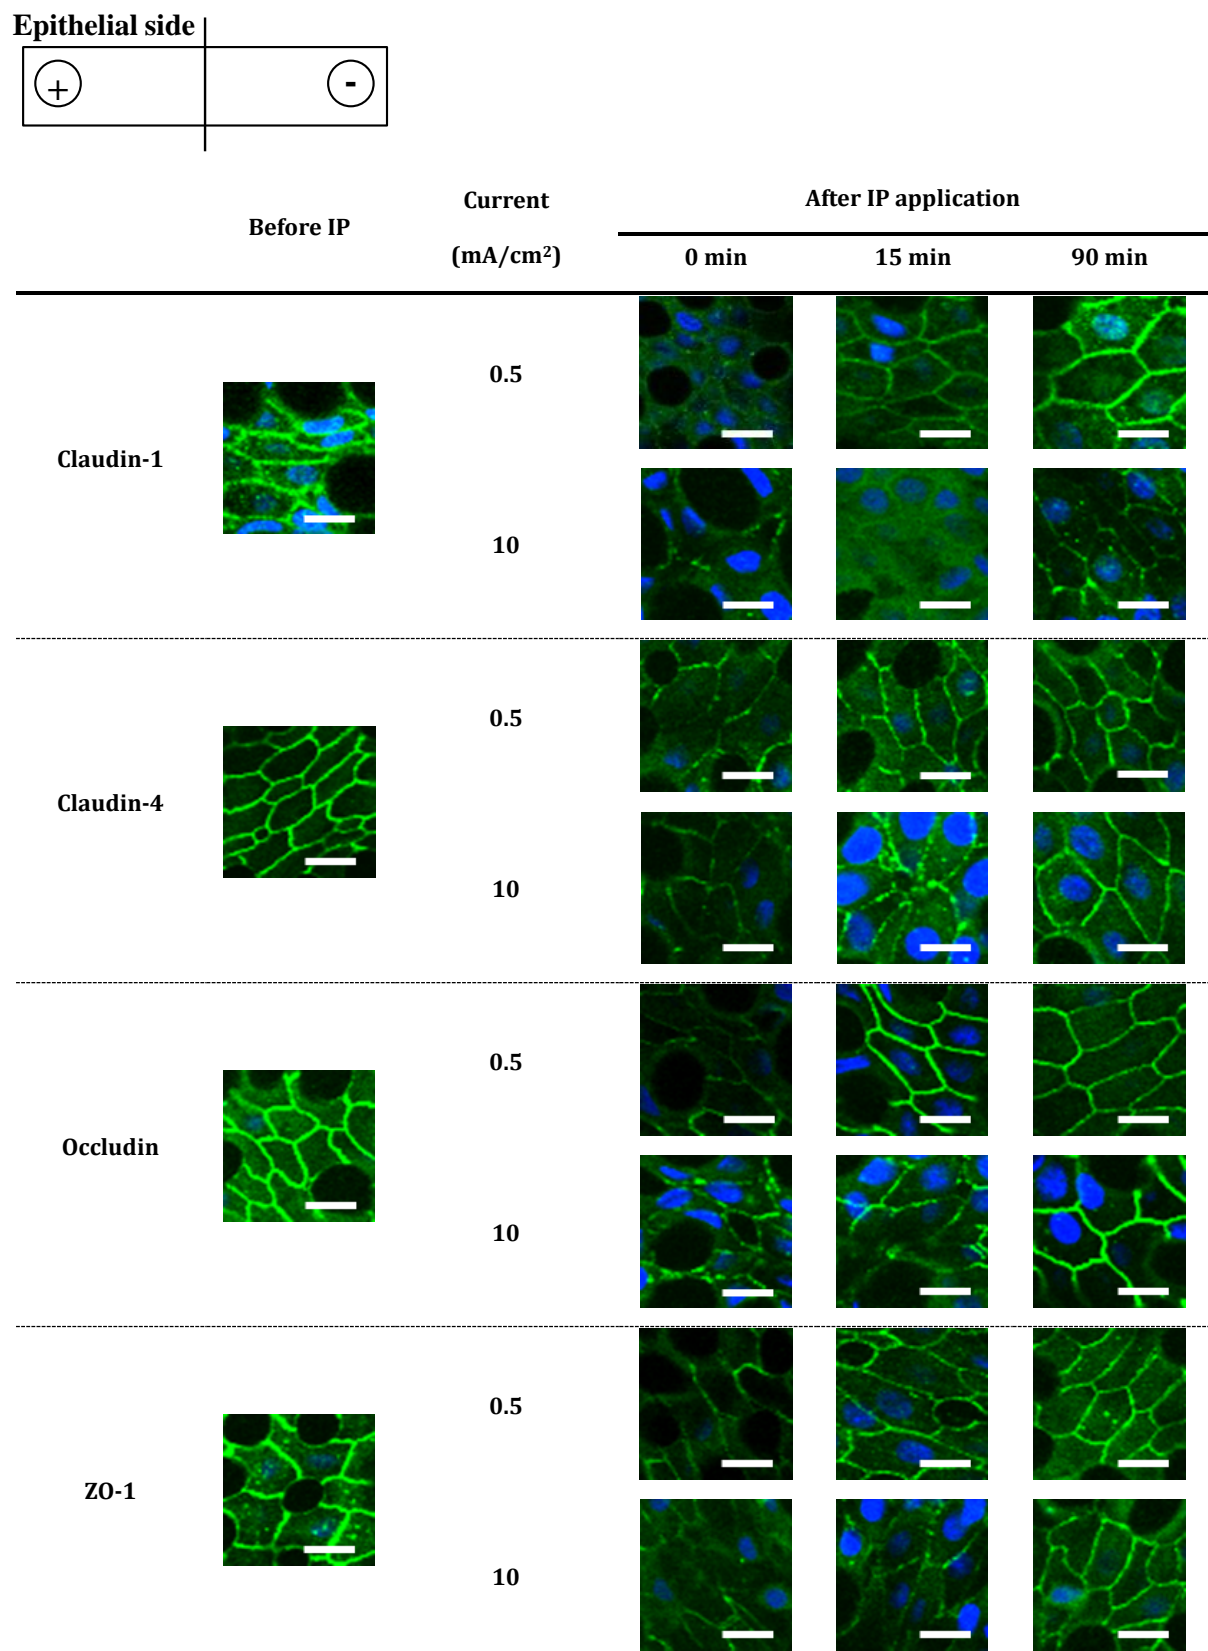 Epithelial side
+ -
Before IP
Current
(mA/cm²)
After IP application
0 min 15 min 90 min
Claudin-1
0.5
10
Claudin-4
0.5
10
Occludin
0.5
10
ZO-1
0.5
10